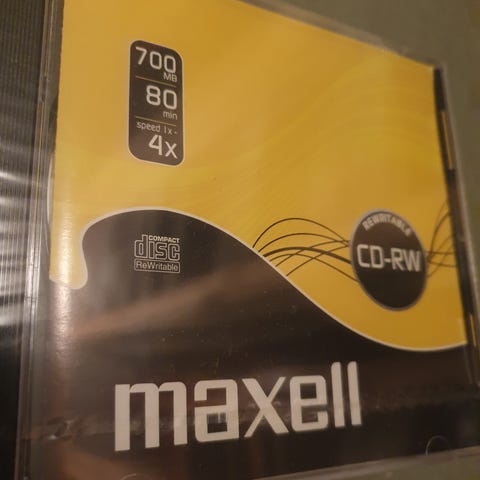 700
MB
80
min
speed 1x -
4x
COMPACT
disc
ReWritable
REWRITABLE
CD-RW
maxell